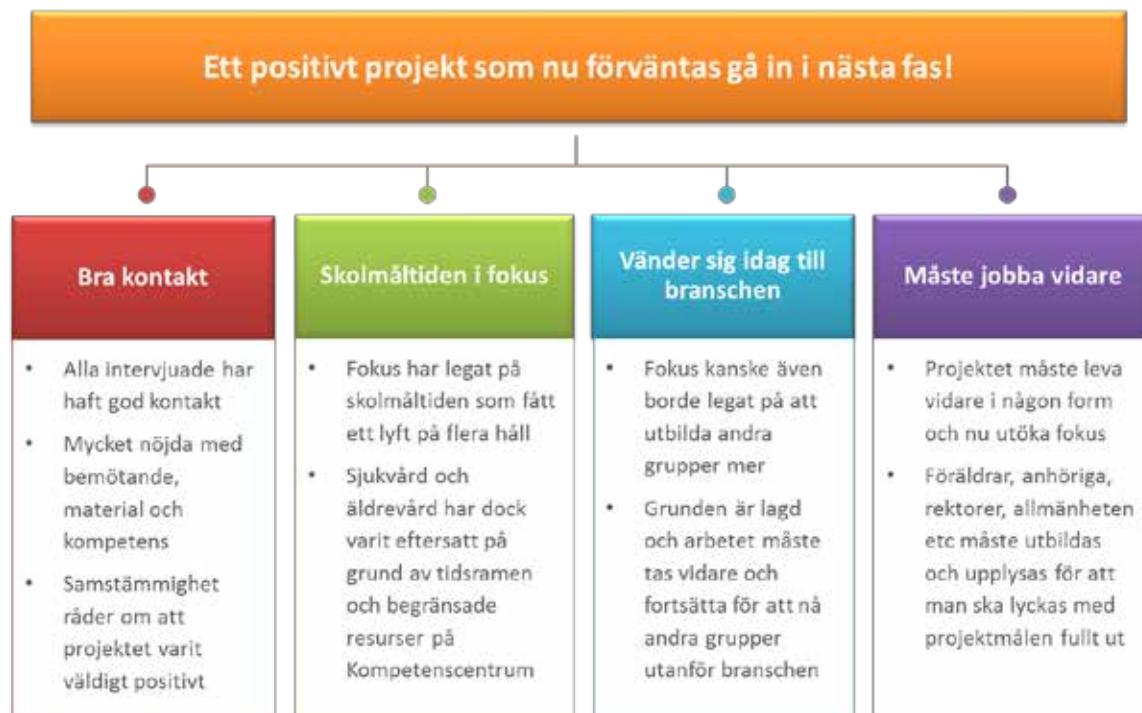 Ett positivt projekt som nu förväntas gå in i nästa fas!
Bra kontakt
• Alla intervjuade har
haft god kontakt
• Mycket nöjda med
bemötande,
material och
kompetens
• Samstämmighet
råder om att
projektet varit
väldigt positivt
Skolmåltiden i fokus
• Fokus har legat på
skolmåltiden som fått
ett lyft på flera håll
• Sjukvård och
äldrevård har dock
varit eftersatt på
grund av tidsramen
och begränsade
resurser på
Kompetenscentrum
Vänder sig idag till
branschen
• Fokus kanske även
borde legat på att
utbilda andra
grupper mer
• Grunden är lagd
och arbetet måste
tas vidare och
fortsätta för att nå
andra grupper
utanför branschen
Måste jobba vidare
• Projektet måste leva
vidare i någon form
och nu utöka fokus
• Föräldrar, anhöriga,
rektorer, allmänheten
etc måste utbildas
och upplysas för att
man ska lyckas med
projektmålen fullt ut